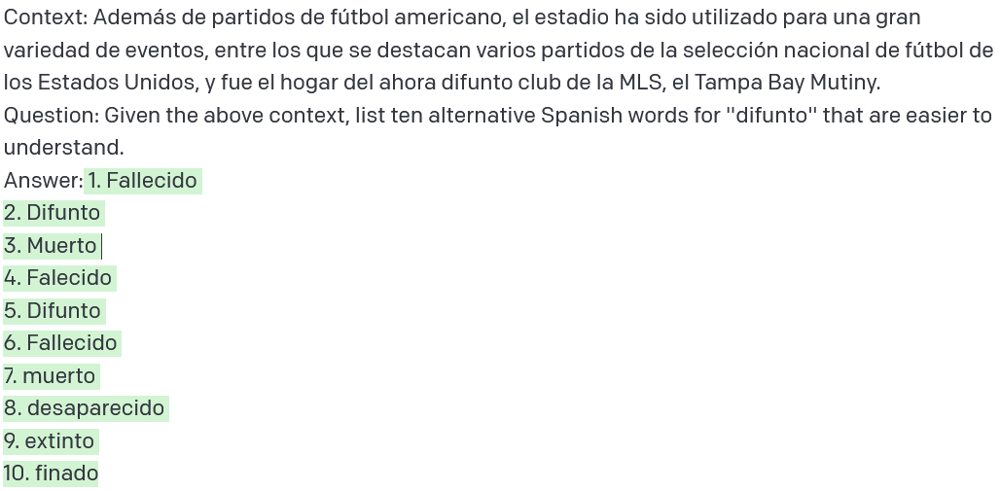 Context: Además de partidos de fútbol americano, el estadio ha sido utilizado para una gran
variedad de eventos, entre los que se destacan varios partidos de la selección nacional de fútbol de
los Estados Unidos, y fue el hogar del ahora difunto club de la MLS, el Tampa Bay Mutiny.
Question: Given the above context, list ten alternative Spanish words for "difunto" that are easier to
understand.
Answer: 1. Fallecido
2. Difunto
3. Muerto
4. Falecido
5. Difunto
6. Fallecido
7. muerto
8. desaparecido
9. extinto
10. finado